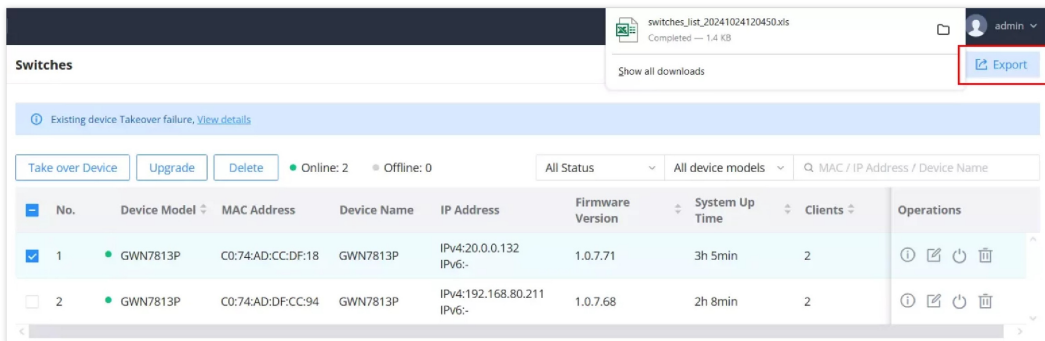 switches_list_20241024120450.xls
Completed — 1.4 KB
admin
Show all downloads
Switches
Export
Existing device Takeover failure, View details
Take over Device Upgrade Delete Online: 2 Offline: 0 All Status All device models MAC / IP Address / Device Name
No. Device Model MAC Address Device Name IP Address Firmware Version System Up Time Clients Operations
1 GWN7813P C0:74:AD:CC:DF:18 GWN7813P IPv4:20.0.0.132 1.0.7.71 3h 5min 2
IPv6:-
2 GWN7813P C0:74:AD:DF:CC:94 GWN7813P IPv4:192.168.80.211 1.0.7.68 2h 8min 2
IPv6:-